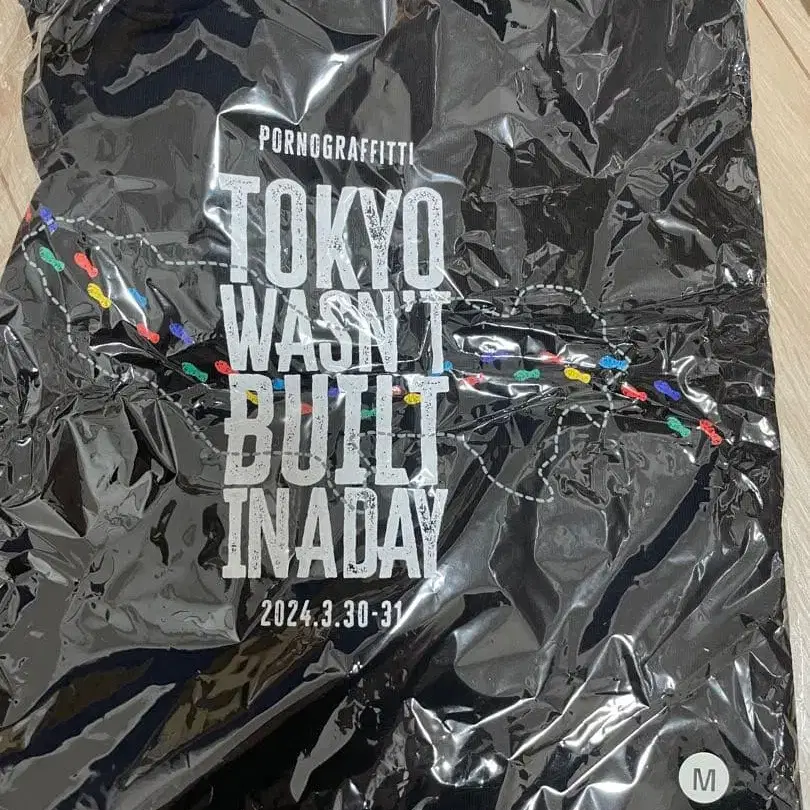 PORNOGRAFFITTI
TOKYO
WASN'T
BUILT
INADAY
2024.3.30-31
M